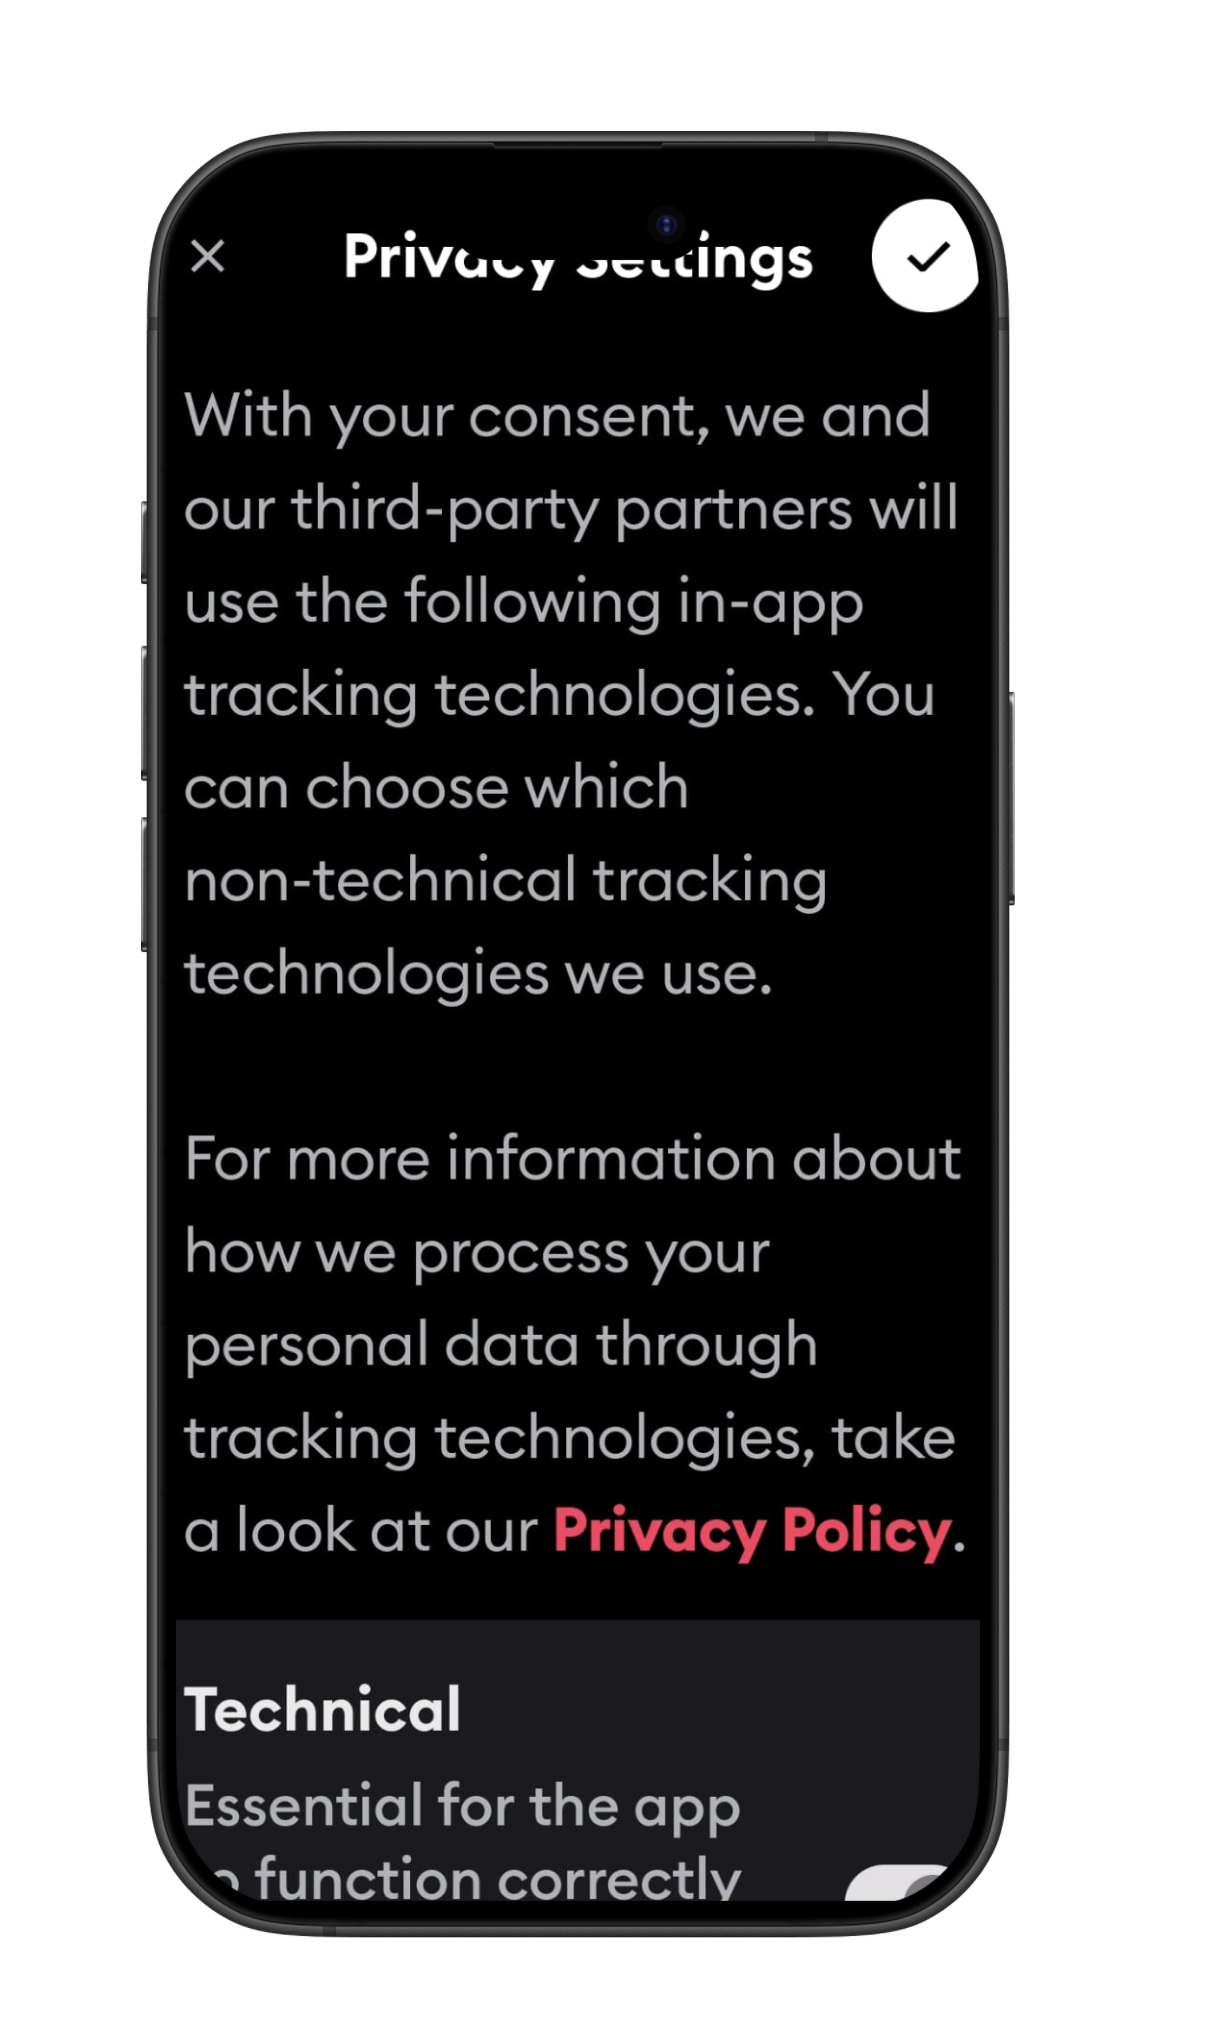 Privacy Settings
With your consent, we and
our third-party partners will
use the following in-app
tracking technologies. You
can choose which
non-technical tracking
technologies we use.
For more information about
how we process your
personal data through
tracking technologies, take
a look at our Privacy Policy.
Technical
Essential for the app
function correctly